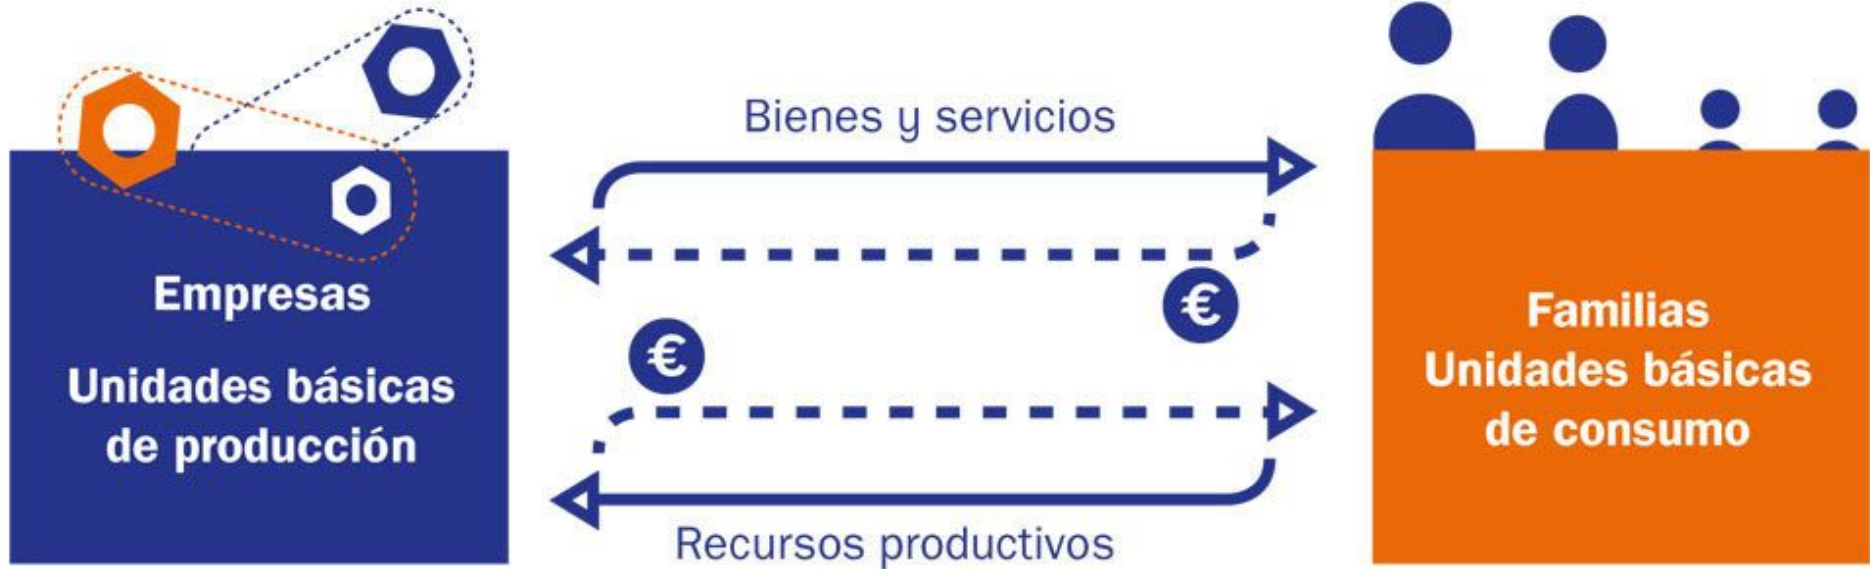 Bienes y servicios
€
€
Recursos productivos
Empresas
Unidades básicas
de producción
Familias
Unidades básicas
de consumo